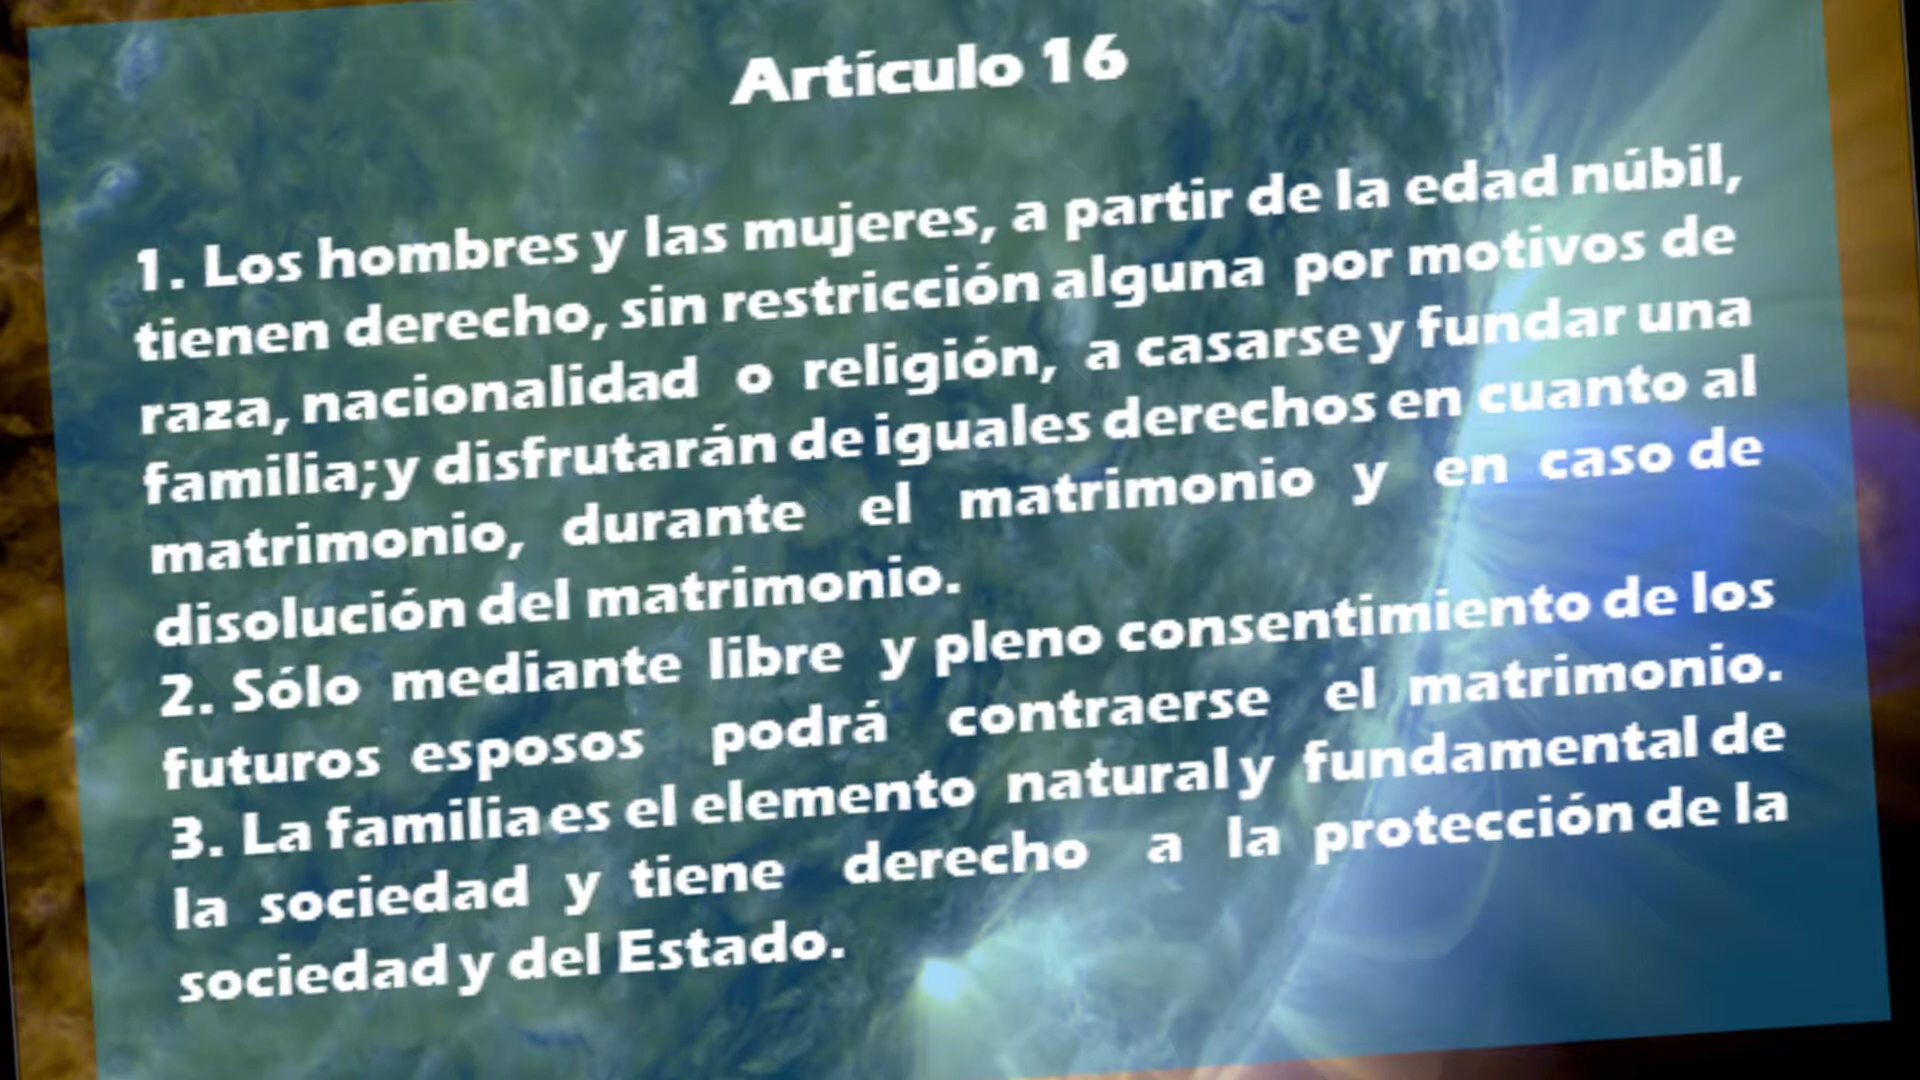 Artículo 16
1. Los hombres y las mujeres, a partir de la edad núbil,
tienen derecho, sin restricción alguna por motivos de
raza, nacionalidad o religión, a casarse y fundar una
familia; y disfrutarán de iguales derechos en cuanto al
matrimonio, durante el matrimonio y en caso de
disolución del matrimonio.
2. Sólo mediante libre y pleno consentimiento de los
futuros esposos podrá contraerse el matrimonio.
3. La familia es el elemento natural y fundamental de
la sociedad y tiene derecho a la protección de la
sociedad y del Estado.